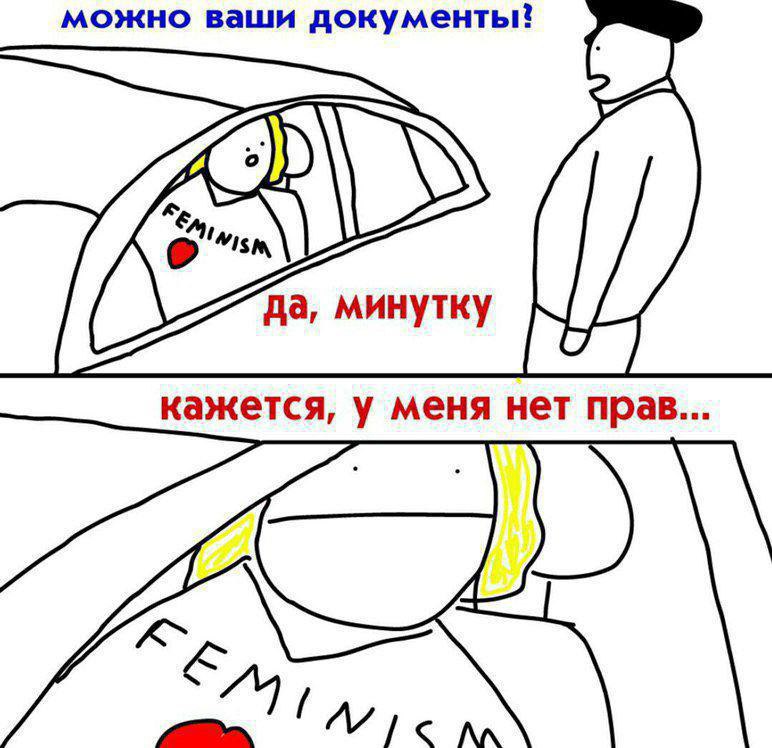 можно ваши документы?
FEMINISM
да, минутку
кажется, у меня нет прав...
FEMINISM